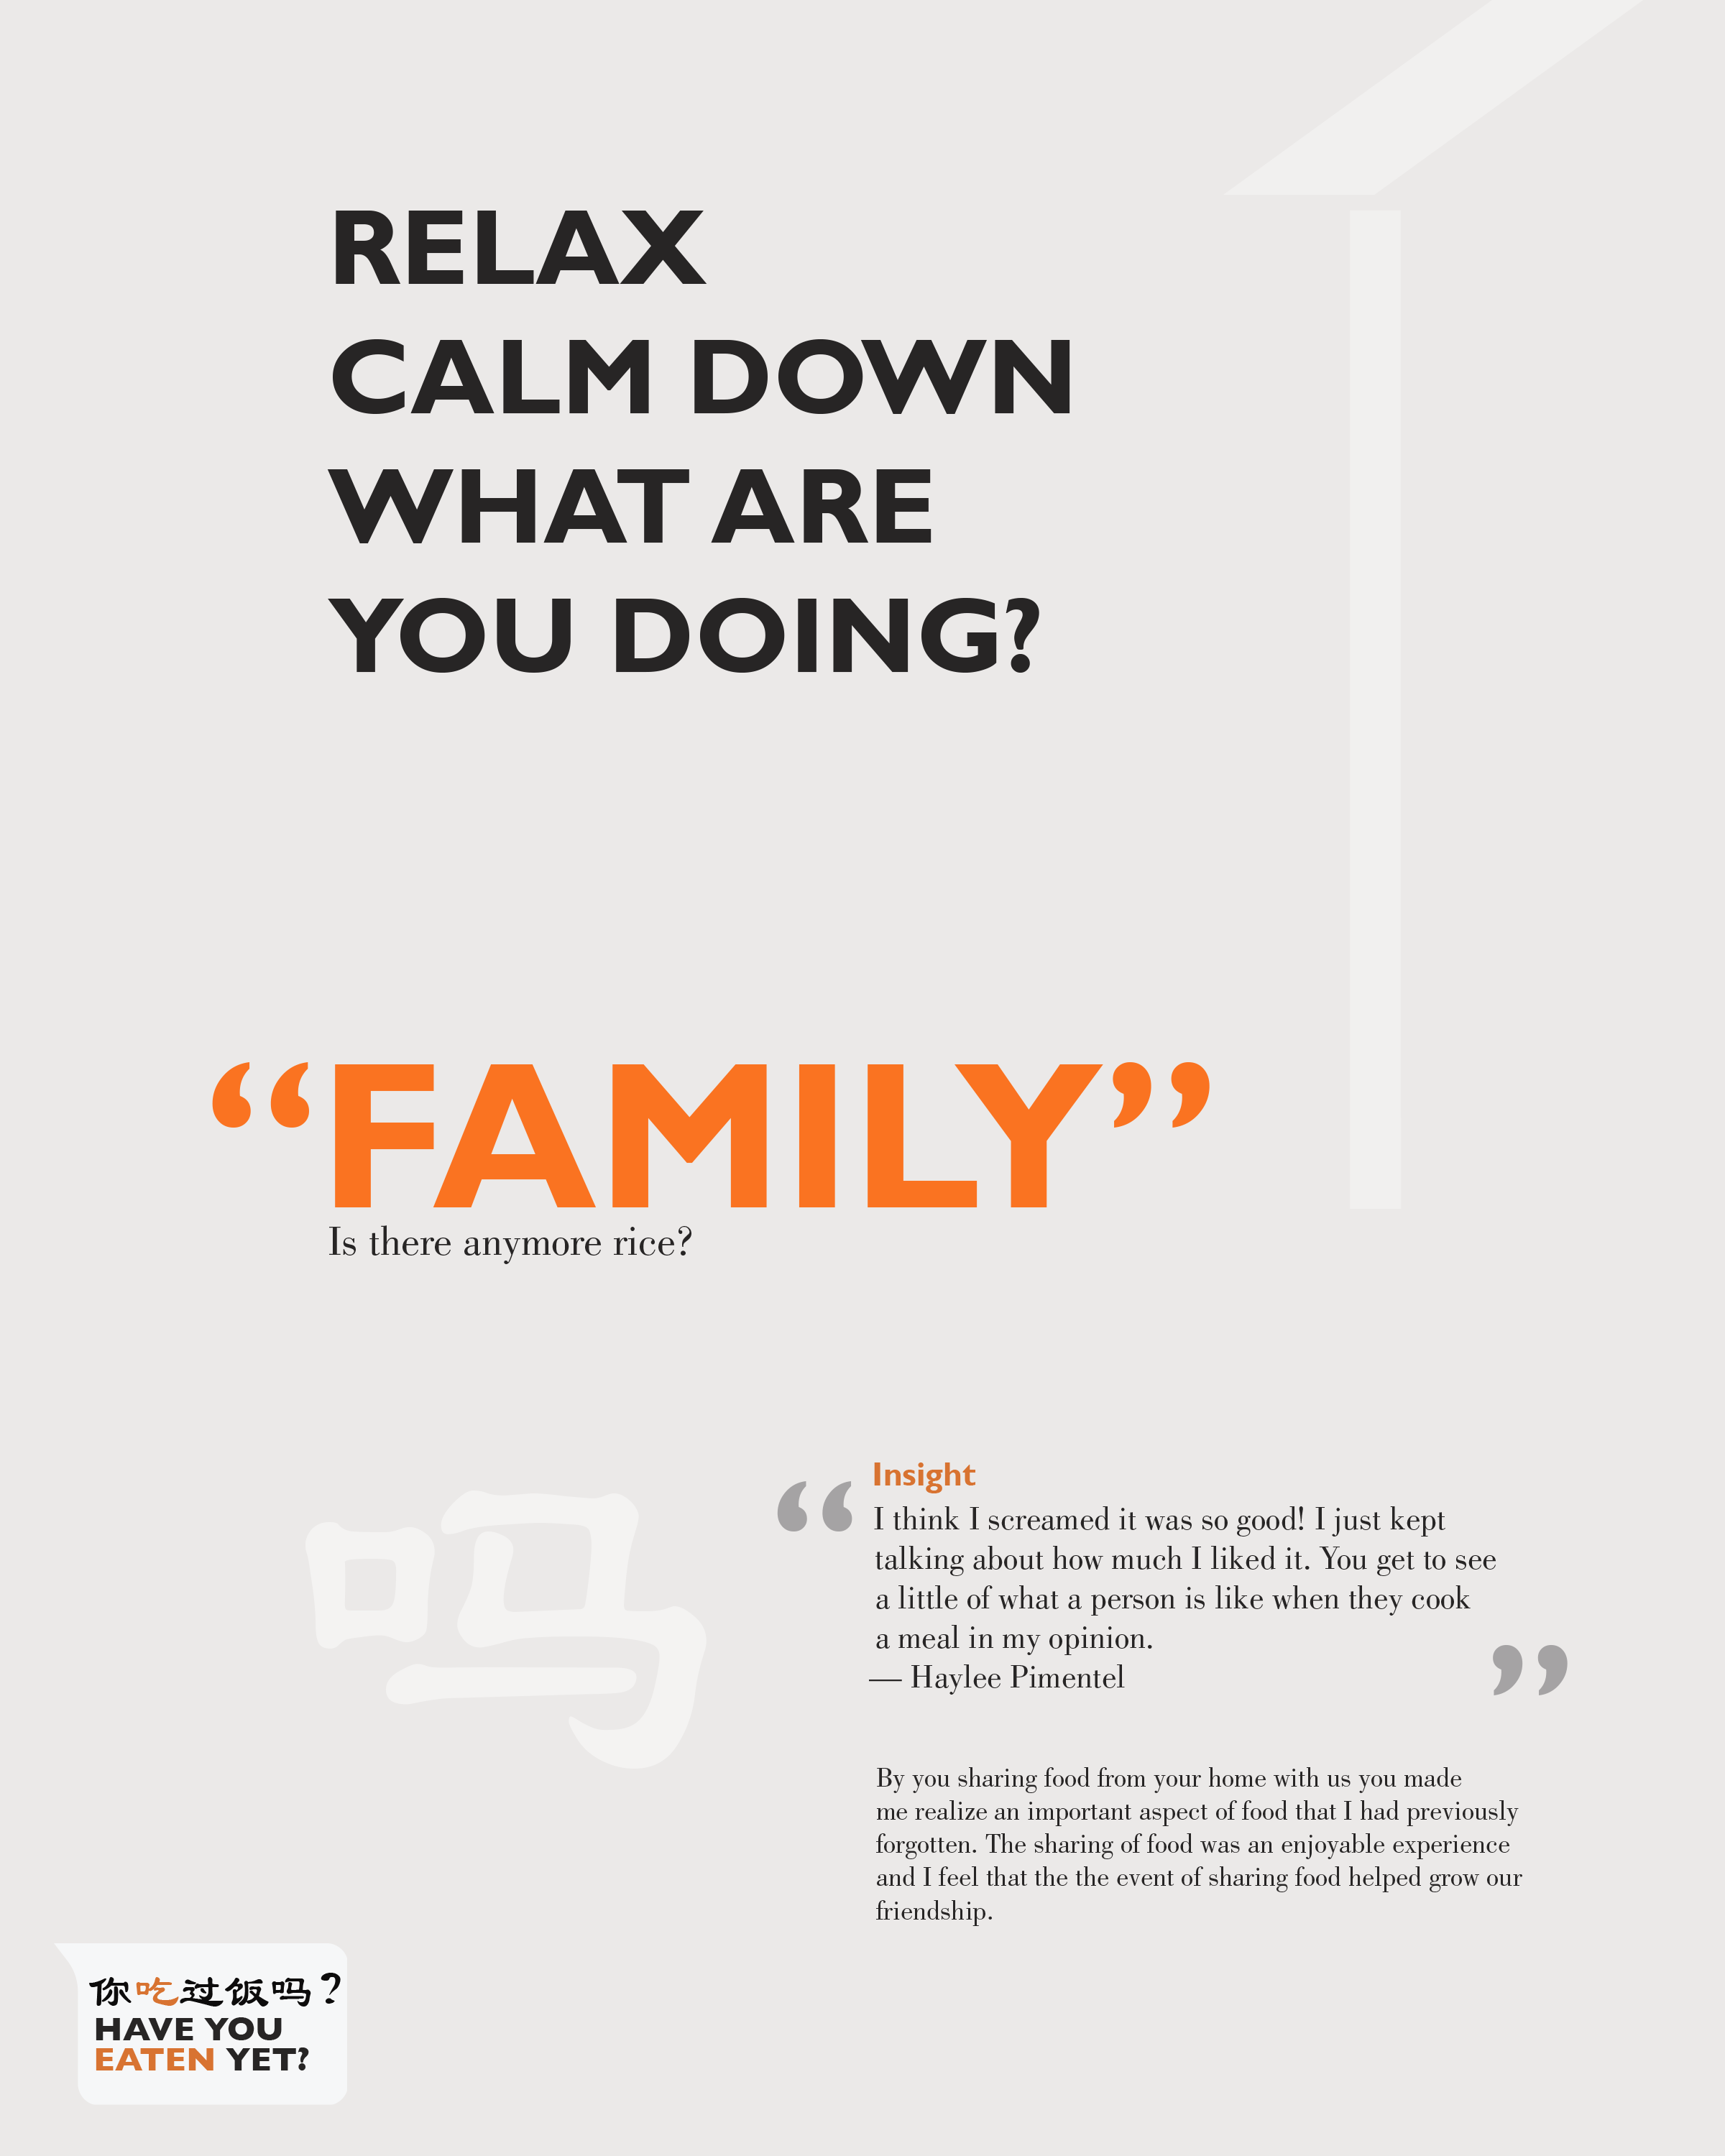 RELAX
CALM DOWN
WHAT ARE
YOU DOING?
“FAMILY”
Is there anymore rice?
吗
“
Insight
I think I screamed it was so good! I just kept
talking about how much I liked it. You get to see
a little of what a person is like when they cook
a meal in my opinion.
— Haylee Pimentel
”
By you sharing food from your home with us you made
me realize an important aspect of food that I had previously
forgotten. The sharing of food was an enjoyable experience
and I feel that the the event of sharing food helped grow our
friendship.
你吃过饭吗?
HAVE YOU
EATEN YET?